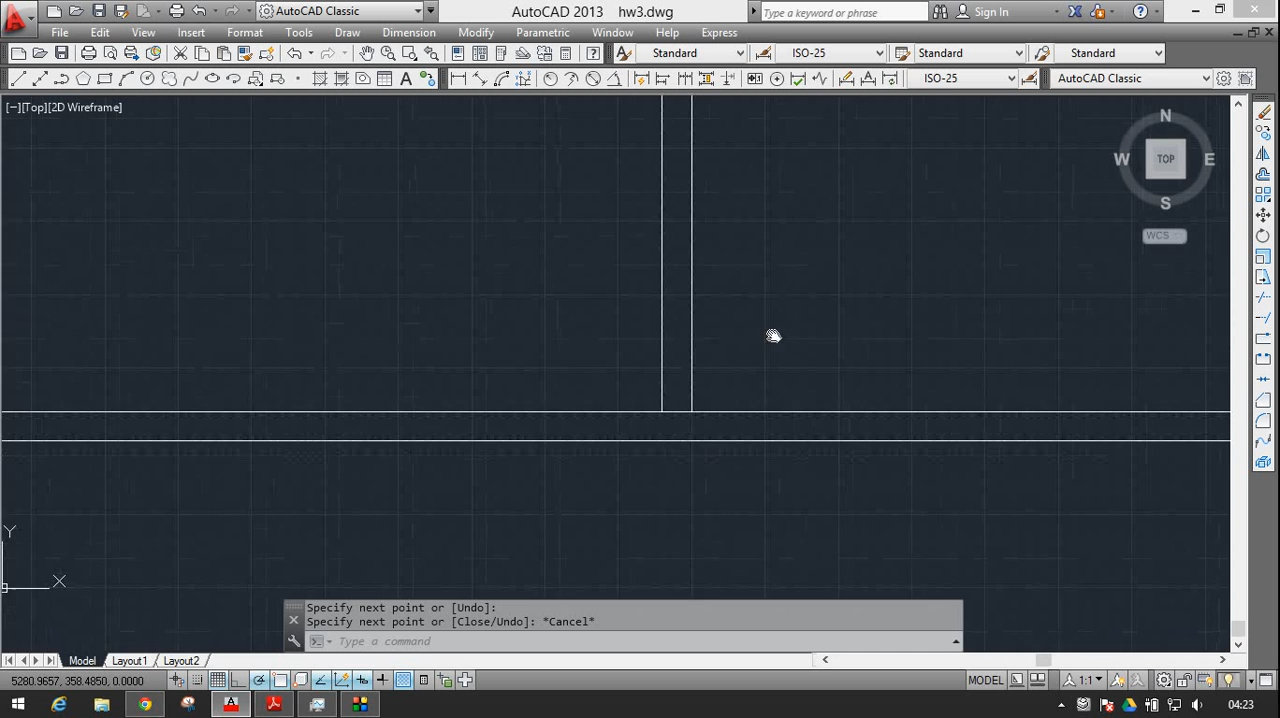 AutoCAD Classic
AutoCAD 2013 hw3.dwg
Type a keyword or phrase
Sign In
File Edit View Insert Format Tools Draw Dimension Modify Parametric Window Help Express
Standard ISO-25 Standard Standard
ISO-25 AutoCAD Classic
[−][Top][2D Wireframe]
N
W TOP E
S
WCS
Y
X
Specify next point or [Undo]:
Specify next point or [Close/Undo]: *Cancel*
Type a command
Model Layout1 Layout2
5280.9657, 358.4850, 0.0000
MODEL 1:1
04:23